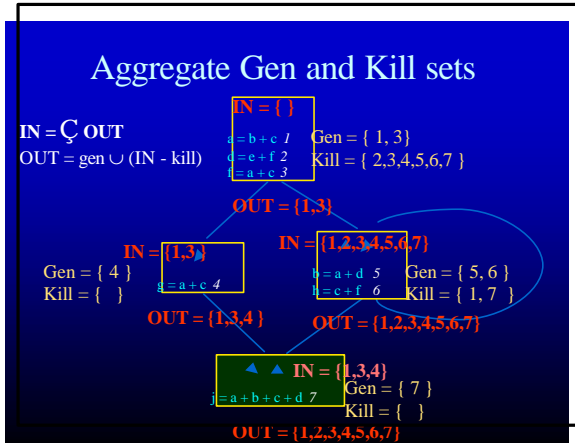 Aggregate Gen and Kill sets
IN = { }
IN = Ç OUT
OUT = gen ∪ (IN - kill)
a = b + c 1
d = e + f 2
f = a + c 3
Gen = { 1, 3}
Kill = { 2,3,4,5,6,7 }
OUT = {1,3}
IN = {1,3}
IN = {1,2,3,4,5,6,7}
Gen = { 4 }
Kill = { }
g = a + c 4
b = a + d 5
h = c + f 6
Gen = { 5, 6 }
Kill = { 1, 7 }
OUT = {1,3,4 }
OUT = {1,2,3,4,5,6,7}
IN = {1,3,4}
j = a + b + c + d 7
Gen = { 7 }
Kill = { }
OUT = {1,2,3,4,5,6,7}